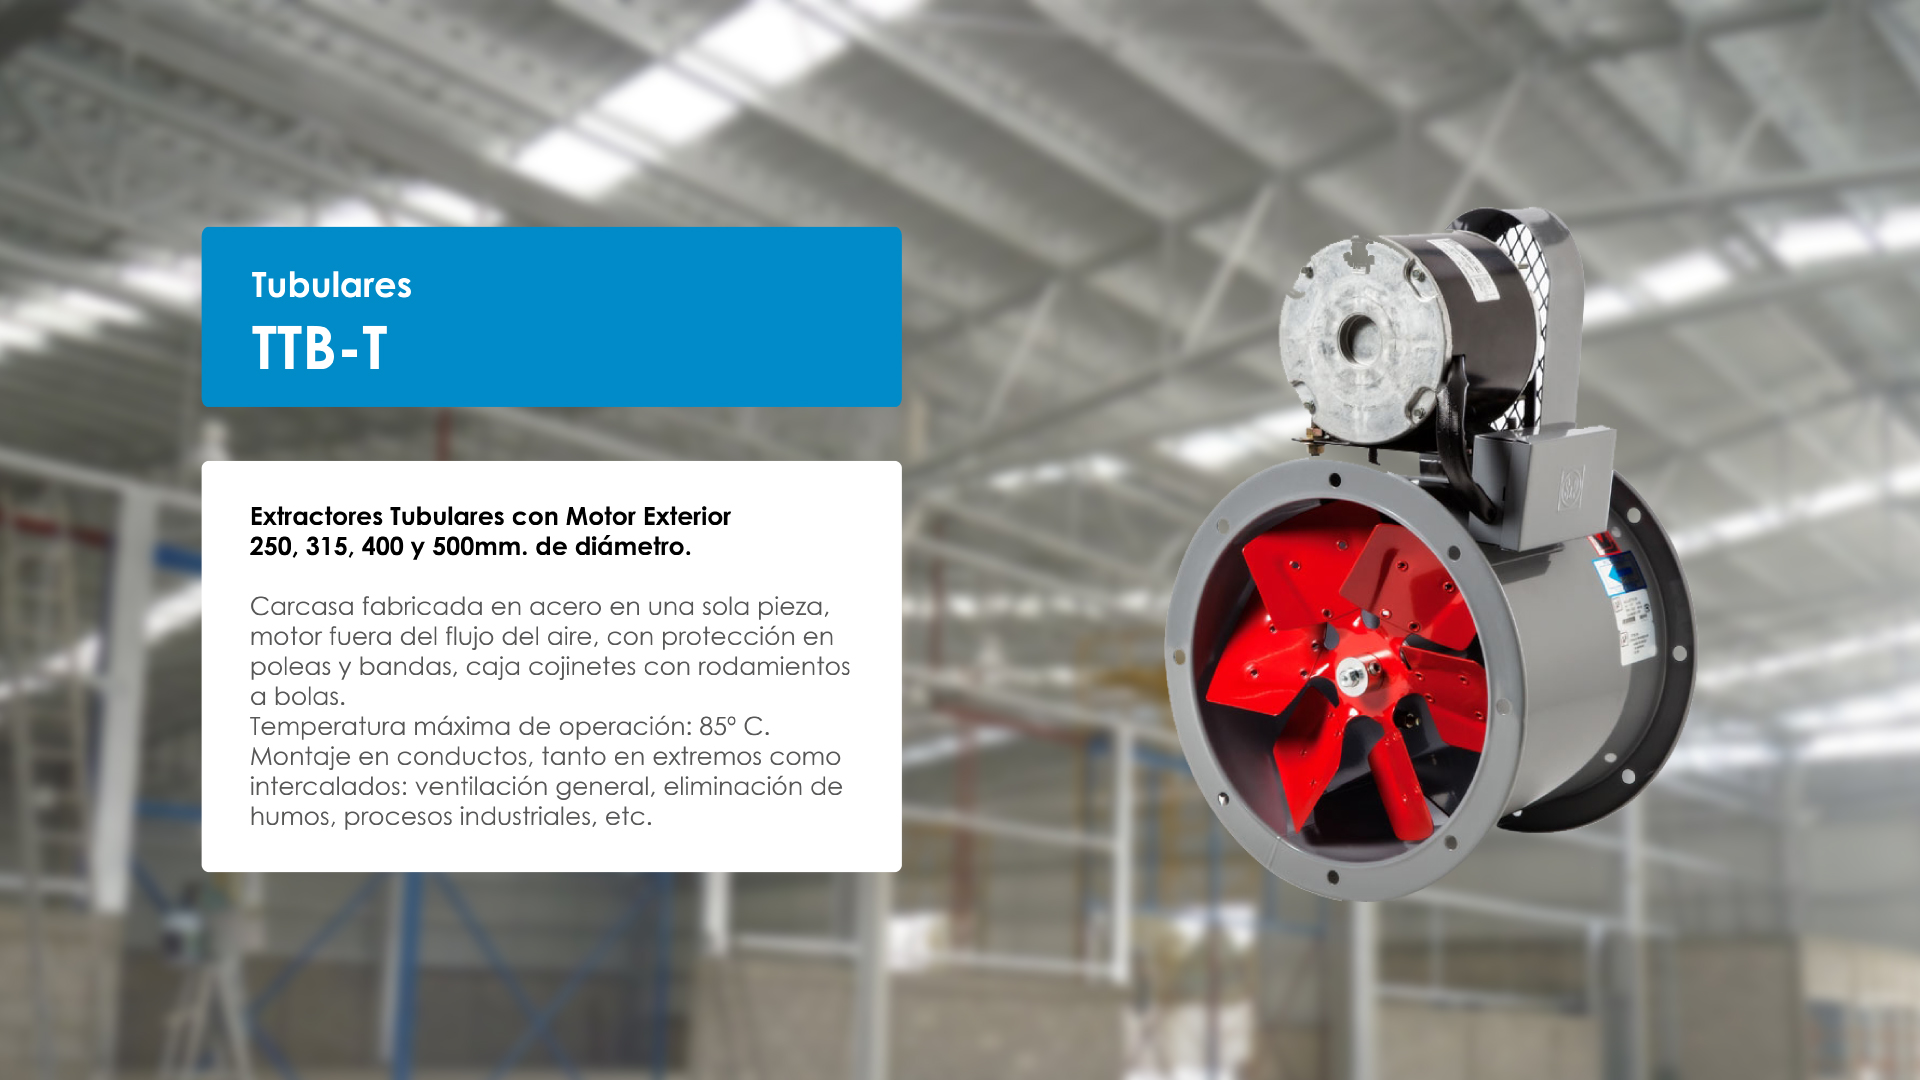 Tubulares
TTB-T
Extractores Tubulares con Motor Exterior
250, 315, 400 y 500mm. de diámetro.
Carcasa fabricada en acero en una sola pieza,
motor fuera del flujo del aire, con protección en
poleas y bandas, caja cojinetes con rodamientos
a bolas.
Temperatura máxima de operación: 85º C.
Montaje en conductos, tanto en extremos como
intercalados: ventilación general, eliminación de
humos, procesos industriales, etc.